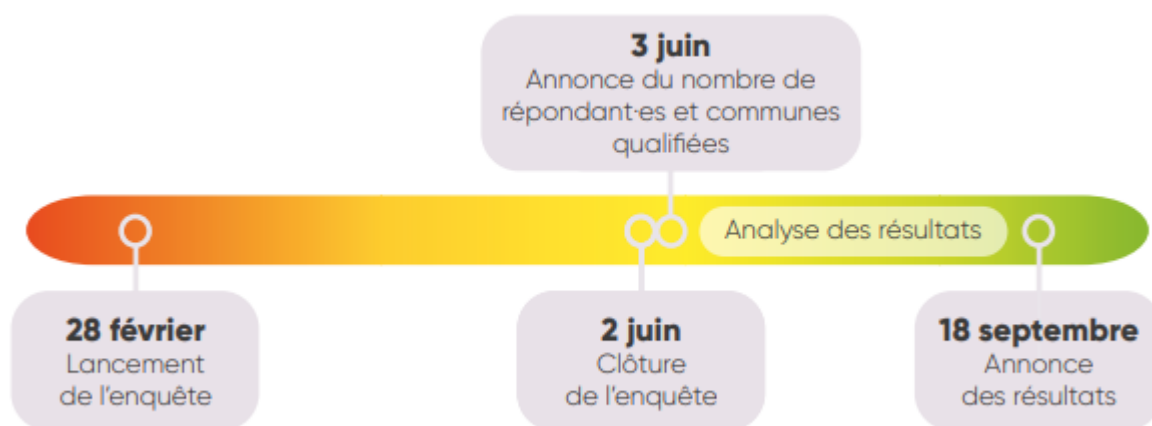 3 juin
Annonce du nombre de
répondant·es et communes
qualifiées
Analyse des résultats
28 février
Lancement
de l'enquête
2 juin
Clôture
de l'enquête
18 septembre
Annonce
des résultats